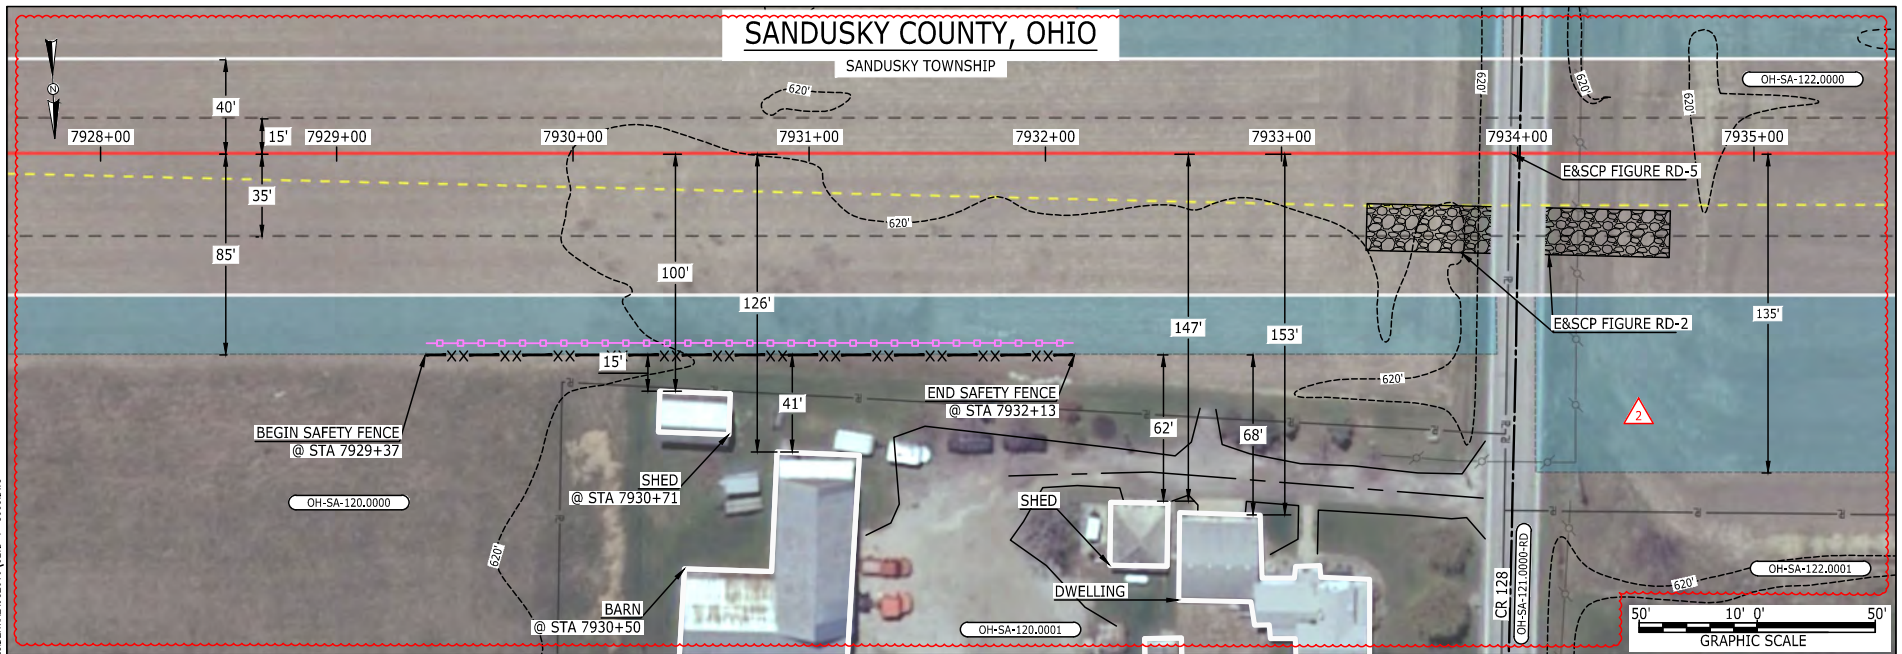 SANDUSKY COUNTY, OHIO
SANDUSKY TOWNSHIP
OH-SA-122.0000
620'
620'
620'
620'
40'
15'
7928+00
7929+00
7930+00
7931+00
7932+00
7933+00
7934+00
7935+00
E&SCP FIGURE RD-5
35'
620'
85'
100'
126'
147'
153'
135'
E&SCP FIGURE RD-2
15'
41'
62'
68'
620'
END SAFETY FENCE
@ STA 7932+13
2
BEGIN SAFETY FENCE
@ STA 7929+37
SHED
@ STA 7930+71
OH-SA-120.0000
SHED
620'
DWELLING
BARN
@ STA 7930+50
OH-SA-120.0001
CR 128
OH-SA-121.0000-RD
OH-SA-122.0001
620'
50'
10'
0'
50'
GRAPHIC SCALE